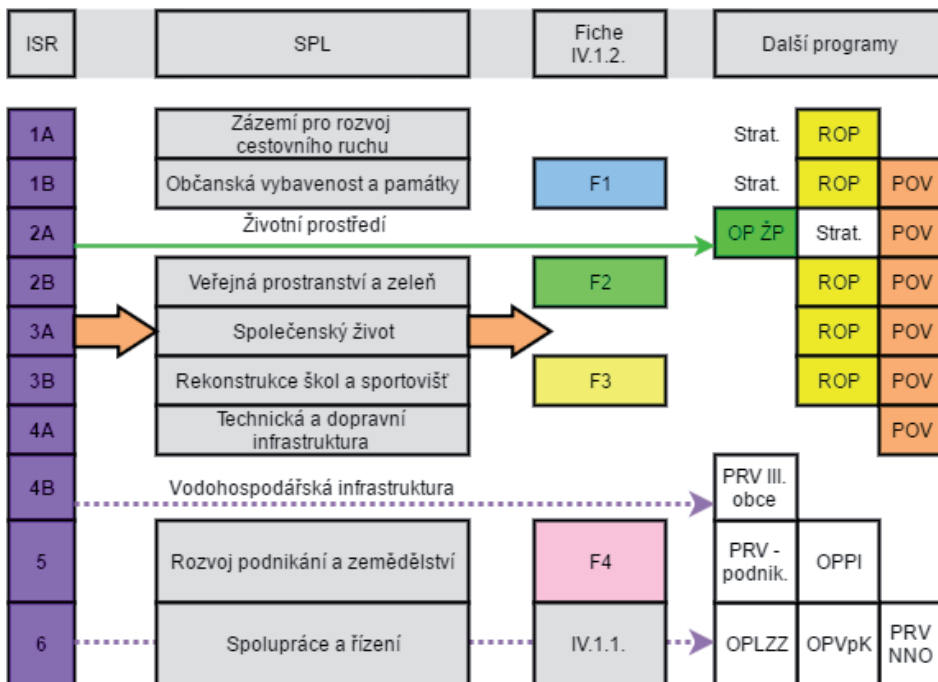 ISR
SPL
Fiche
IV.1.2.
Další programy
1A
Zázemí pro rozvoj
cestovního ruchu
Strat.
ROP
1B
Občanská vybavenost a památky
F1
Strat.
ROP
POV
2A
Životní prostředí
OP ŽP
Strat.
POV
2B
Veřejná prostranství a zeleň
F2
ROP
POV
3A
Společenský život
ROP
POV
3B
Rekonstrukce škol a sportovišť
F3
ROP
POV
4A
Technická a dopravní
infrastruktura
POV
4B
Vodohospodářská infrastruktura
PRV III.
obce
5
Rozvoj podnikání a zemědělství
F4
PRV -
podnik.
OPPI
6
Spolupráce a řízení
IV.1.1.
OPLZZ
OPVpK
PRV
NNO